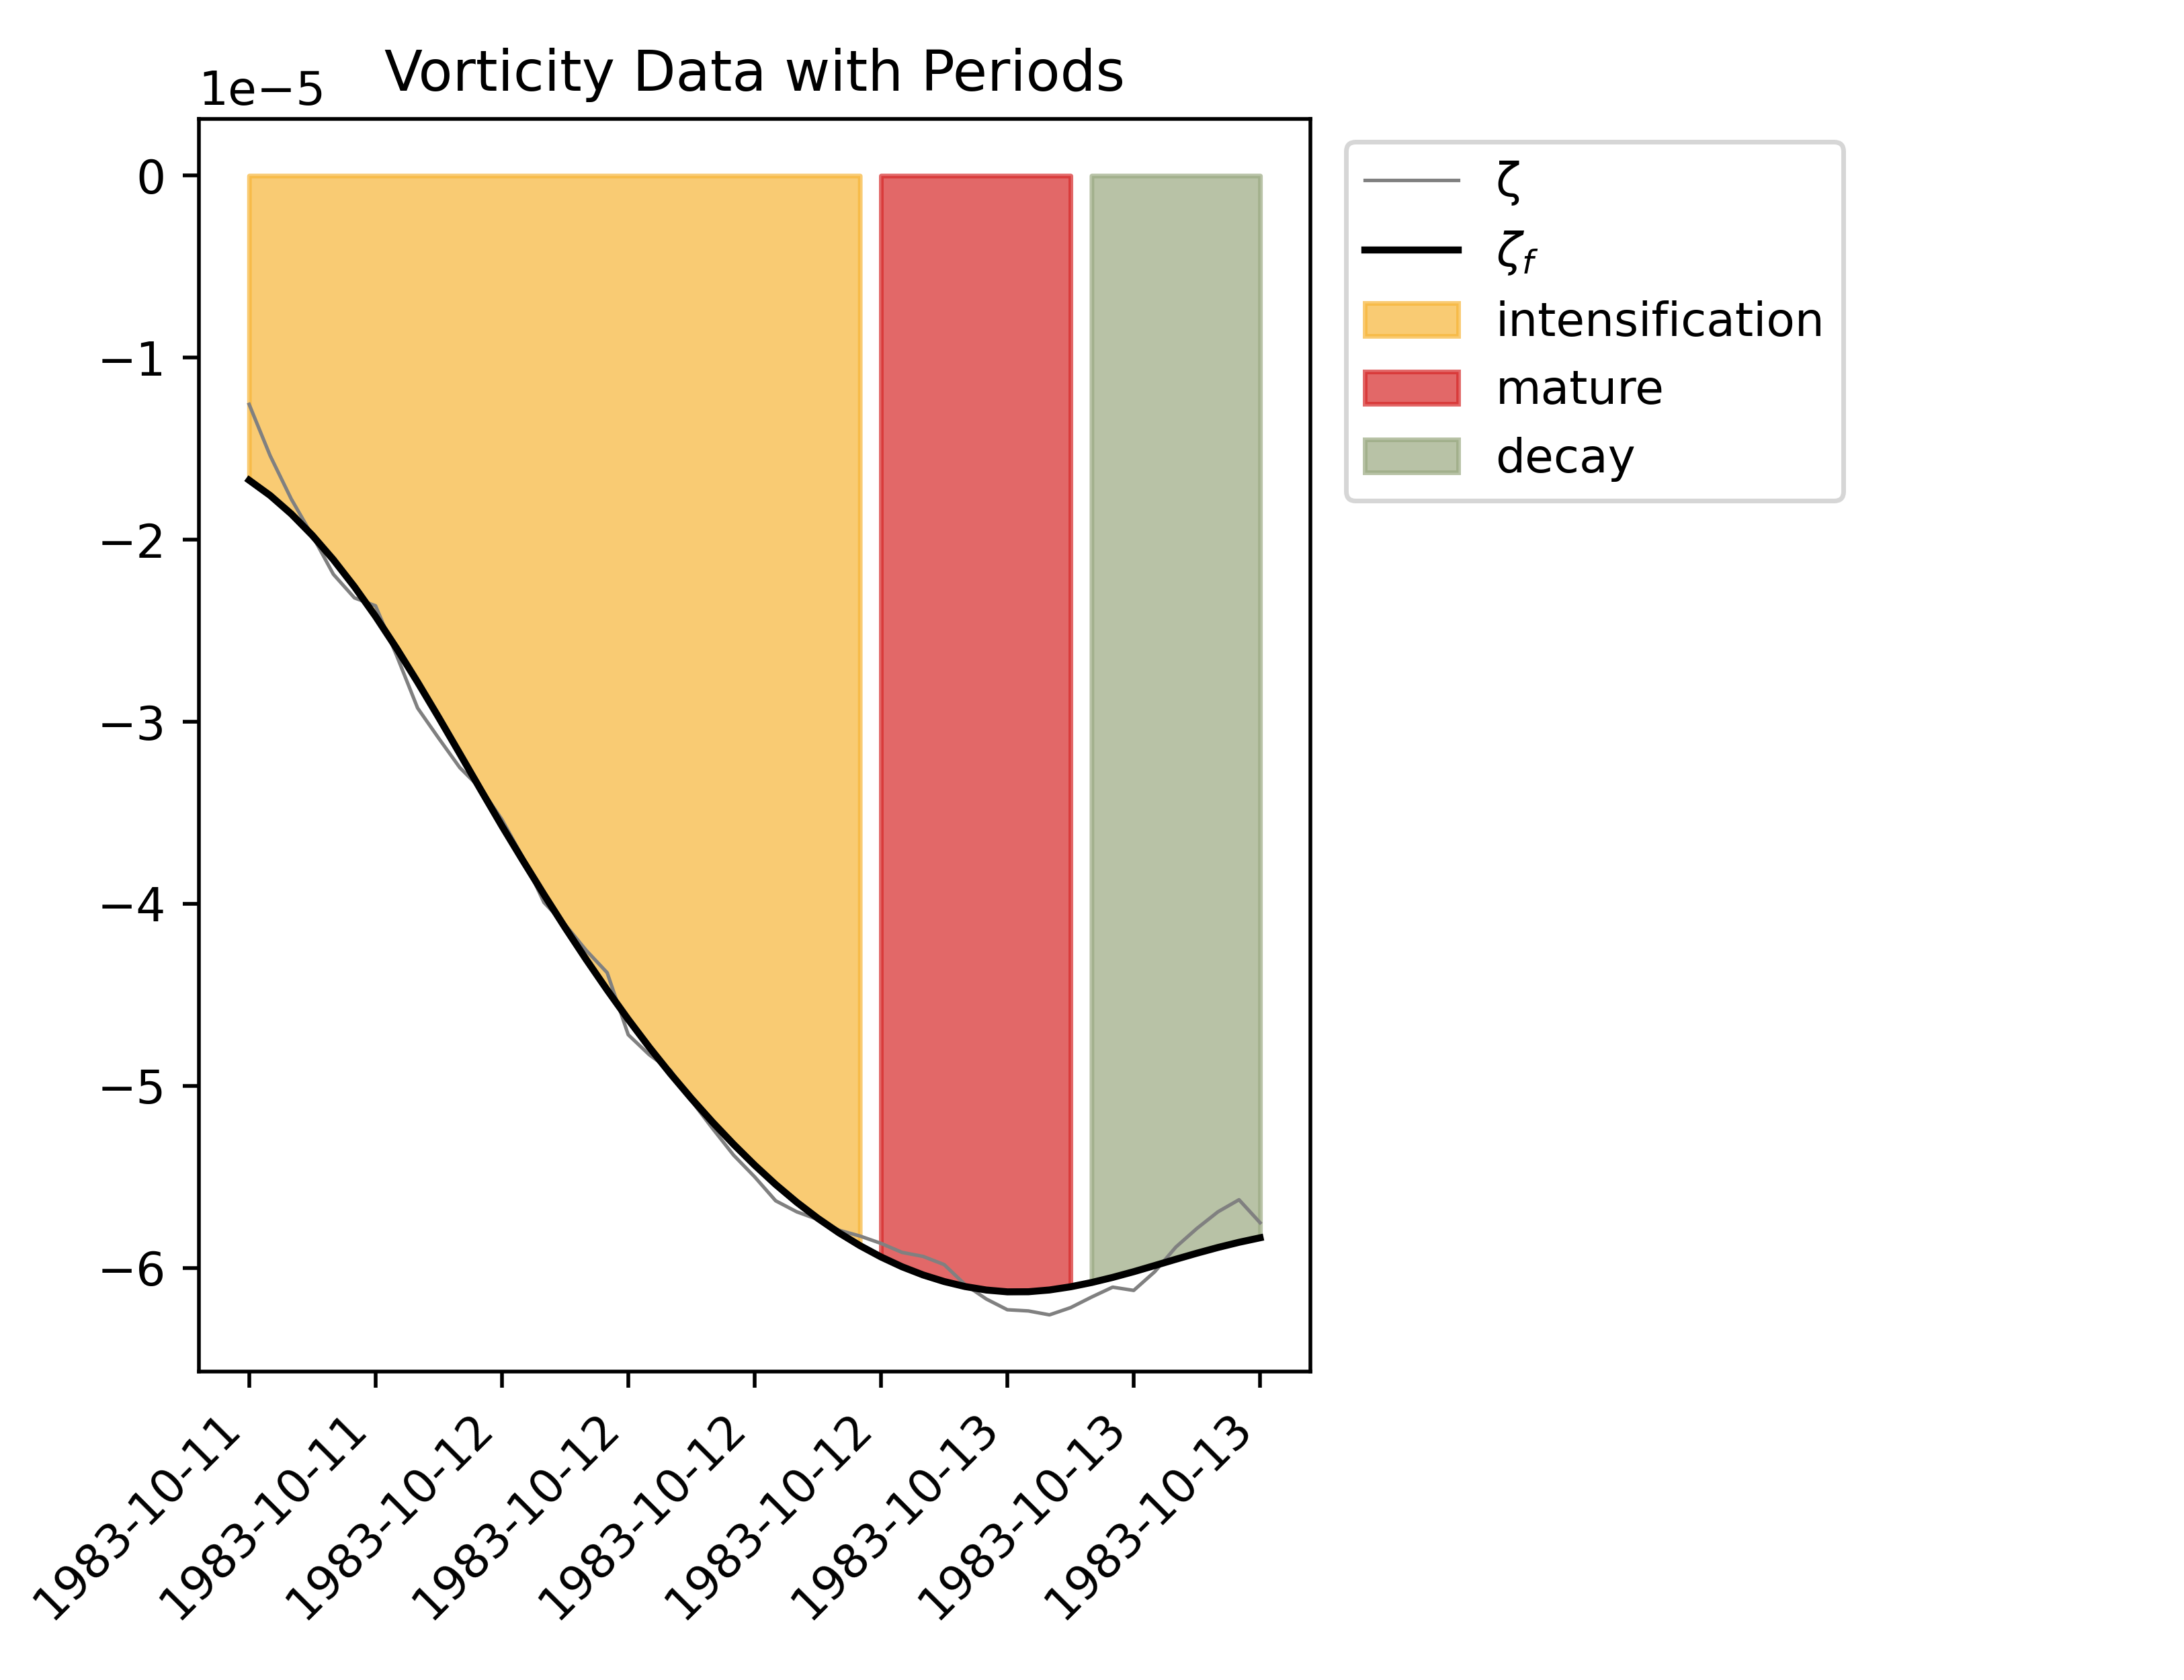 Vorticity Data with Periods
1e−5
0
−1
−2
−3
−4
−5
−6
1983-10-11
1983-10-11
1983-10-12
1983-10-12
1983-10-12
1983-10-12
1983-10-13
1983-10-13
1983-10-13
ζ
ζf
intensification
mature
decay